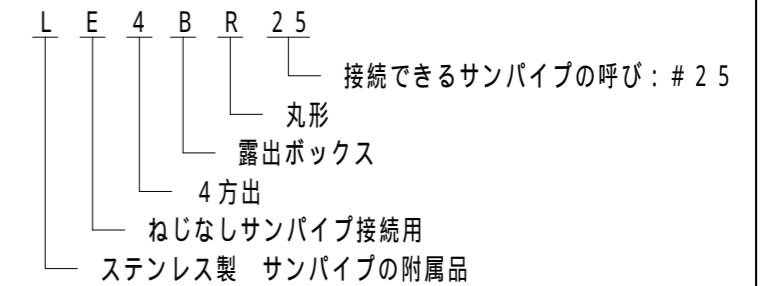 L E 4 B R 25
接続できるサンパイプの呼び：＃25
丸形
露出ボックス
4方出
ねじなしサンパイプ接続用
ステンレス製　サンパイプの附属品